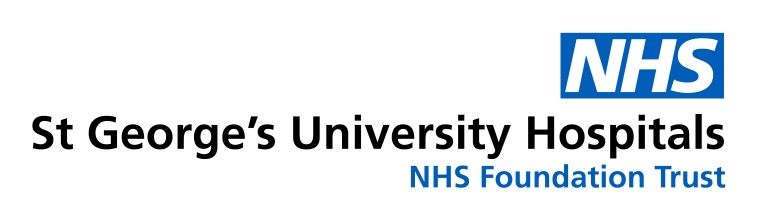 NHS
St George’s University Hospitals
NHS Foundation Trust